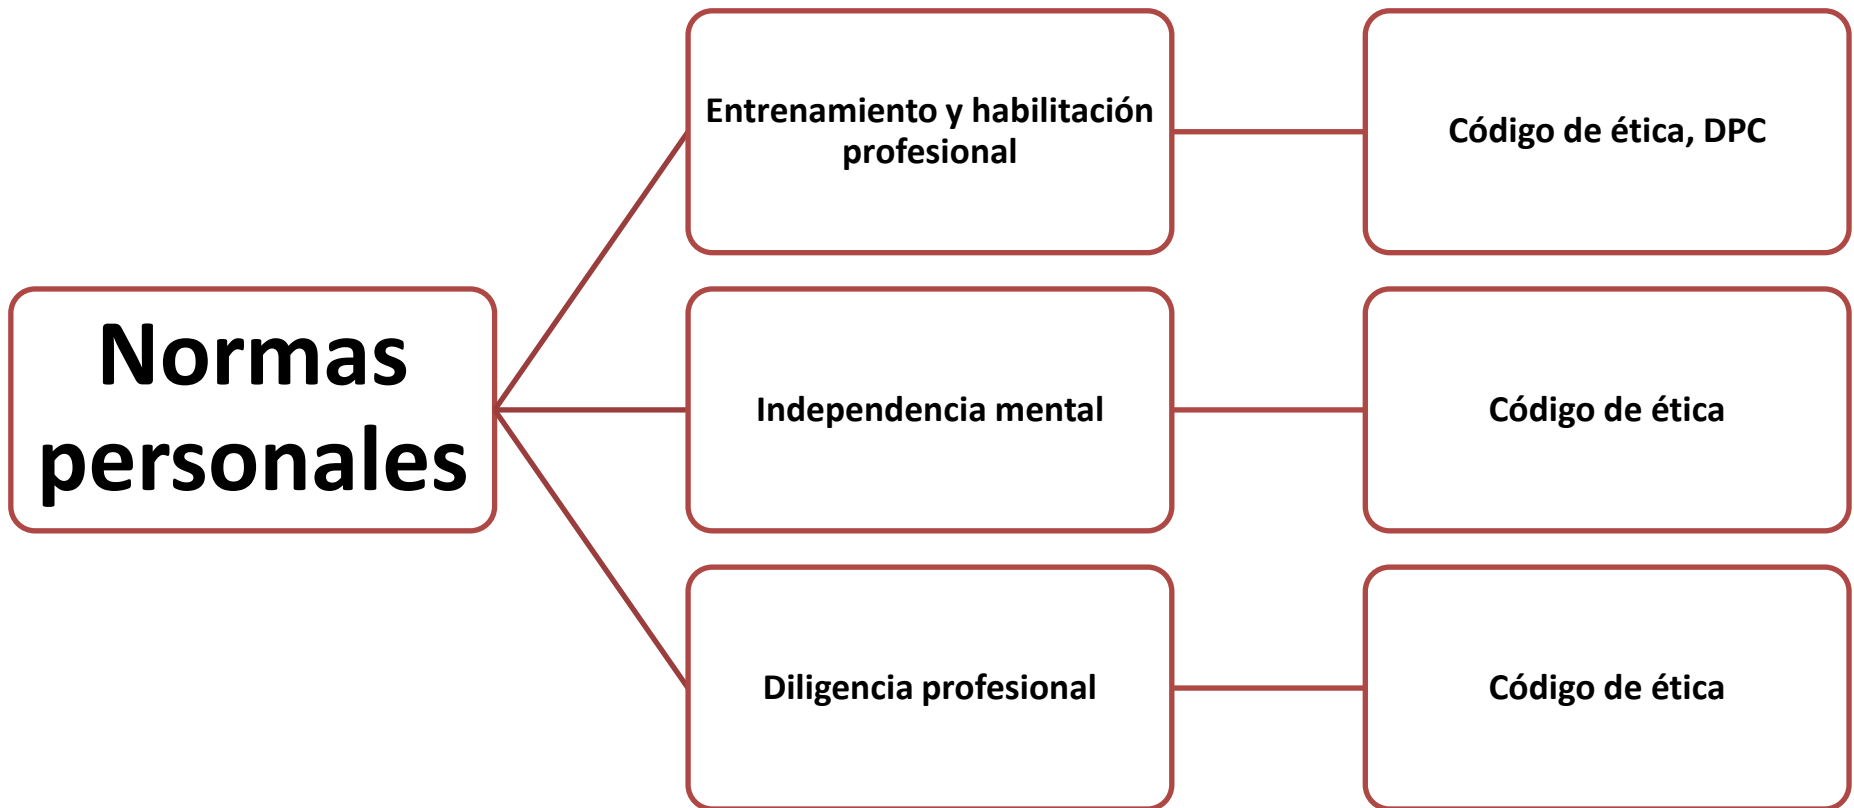 Normas
personales
Entrenamiento y habilitación
profesional
Código de ética, DPC
Independencia mental
Código de ética
Diligencia profesional
Código de ética